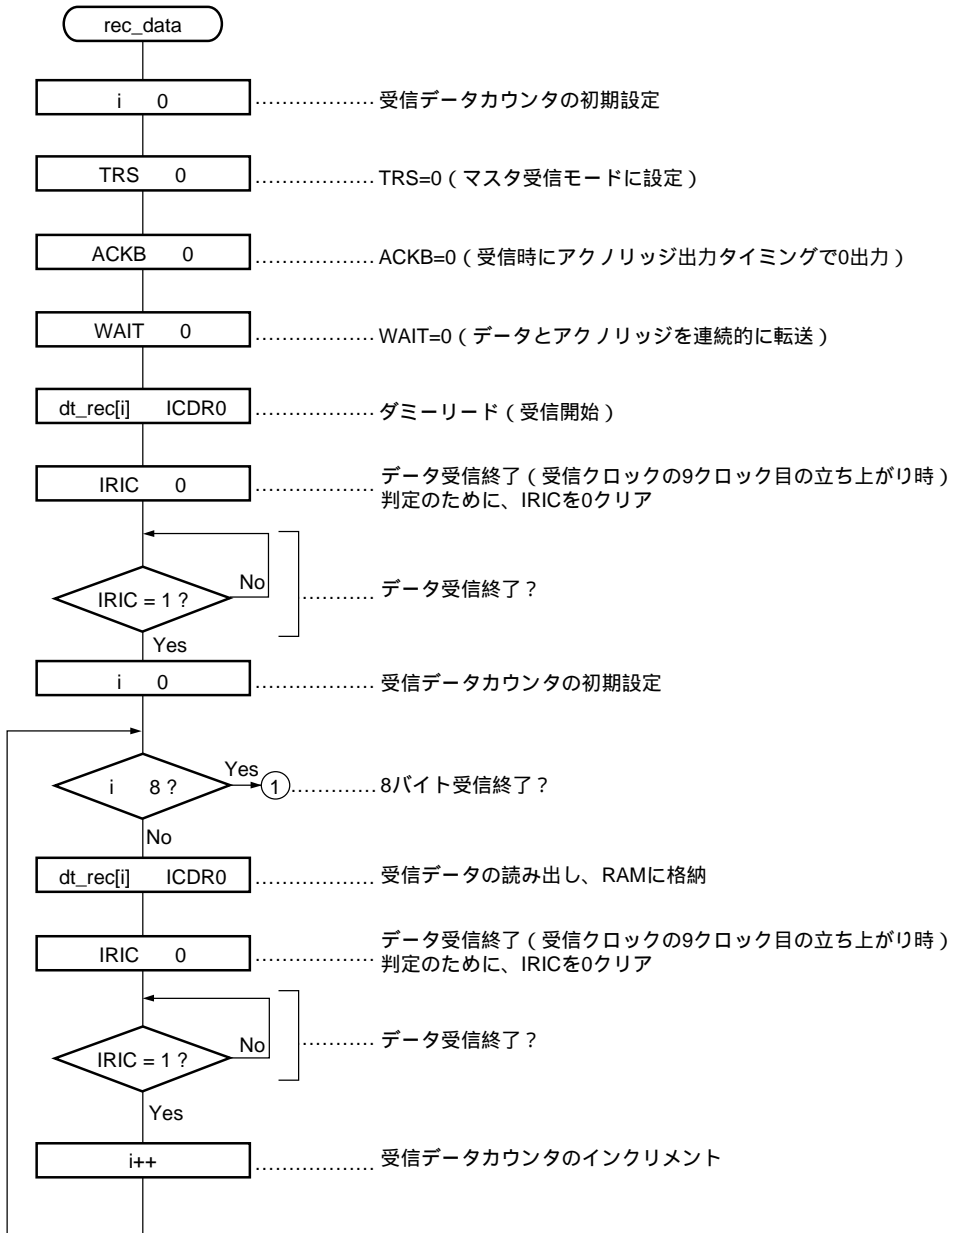 rec_data
i 0 .................. 受信データカウンタの初期設定
TRS 0 .................. TRS=0（マスタ受信モードに設定）
ACKB 0 .................. ACKB=0（受信時にアクノリッジ出力タイミングで0出力）
WAIT 0 .................. WAIT=0（データとアクノリッジを連続的に転送）
dt_rec[i] ICDR0 .................. ダミーリード（受信開始）
データ受信終了（受信クロックの9クロック目の立ち上がり時）
IRIC 0 .................. 判定のために、IRICを0クリア
No
IRIC = 1 ? ........... データ受信終了？
Yes
i 0 .................. 受信データカウンタの初期設定
Yes
i 8 ? 1 ............. 8バイト受信終了？
No
dt_rec[i] ICDR0 .................. 受信データの読み出し、RAMに格納
データ受信終了（受信クロックの9クロック目の立ち上がり時）
IRIC 0 .................. 判定のために、IRICを0クリア
No
IRIC = 1 ? ........... データ受信終了？
Yes
i++ .................. 受信データカウンタのインクリメント